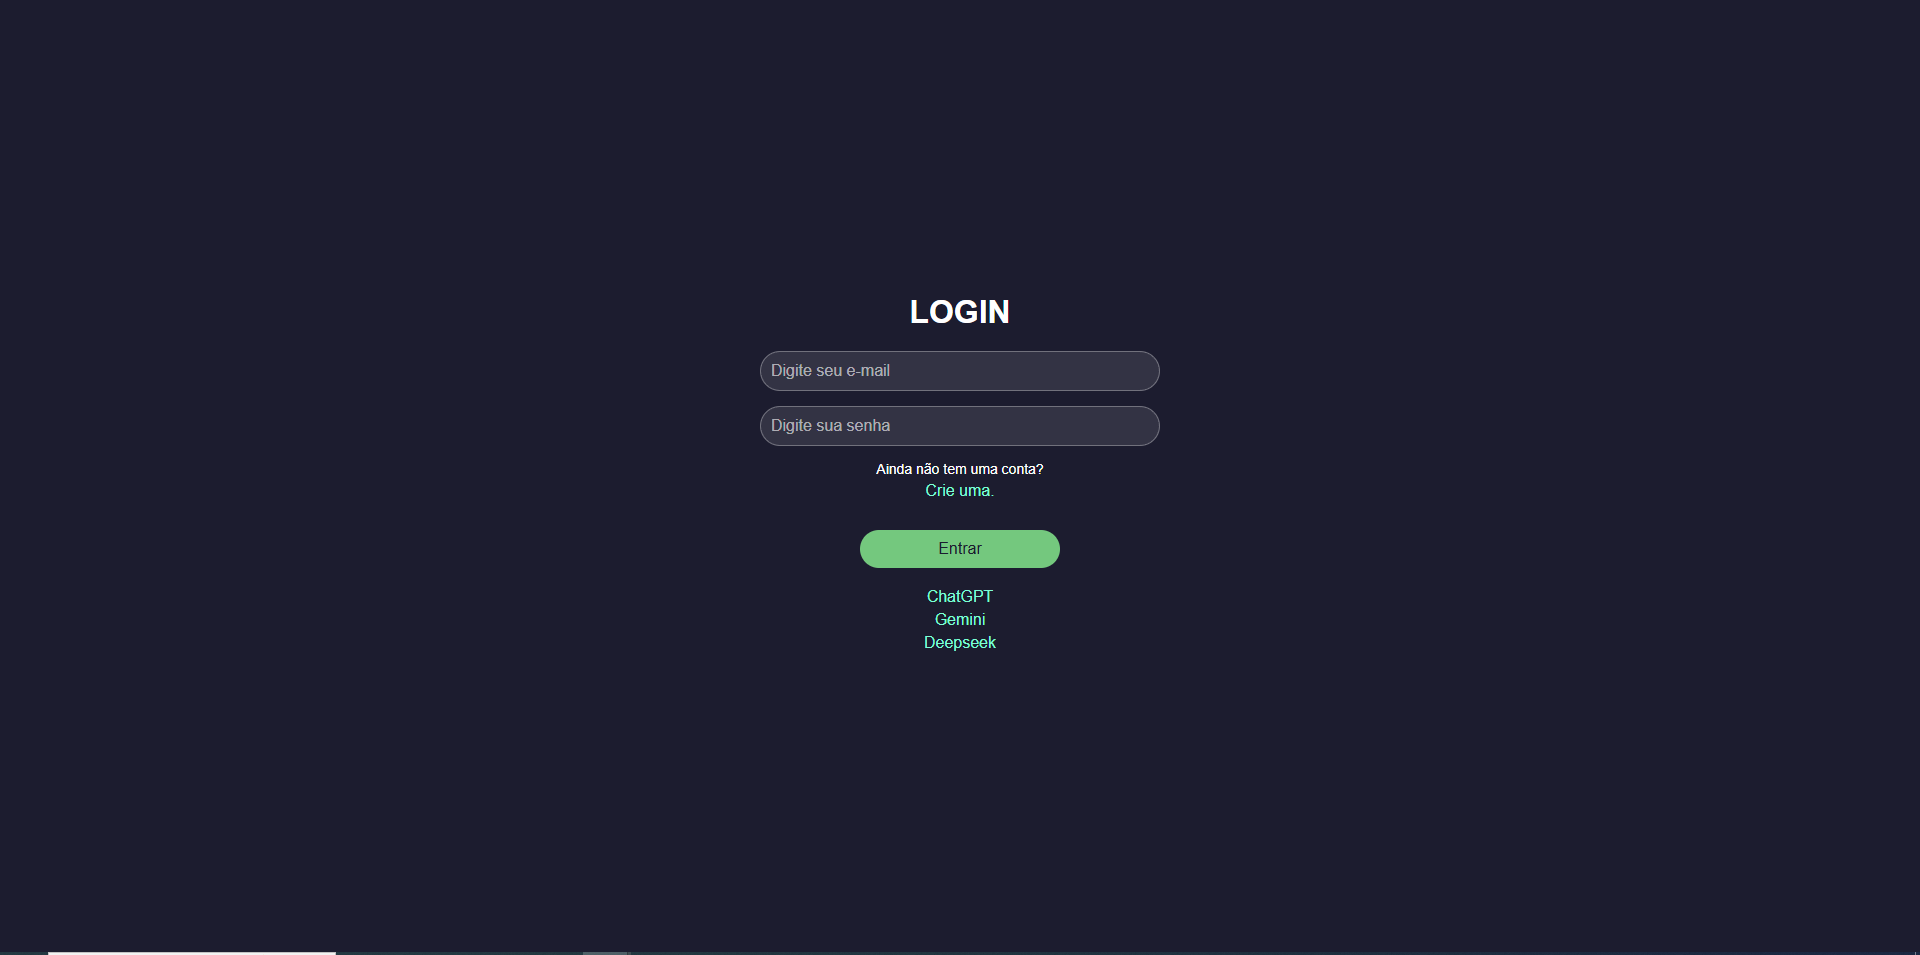 LOGIN
Digite seu e-mail
Digite sua senha
Ainda não tem uma conta?
Crie uma.
Entrar
ChatGPT
Gemini
Deepseek